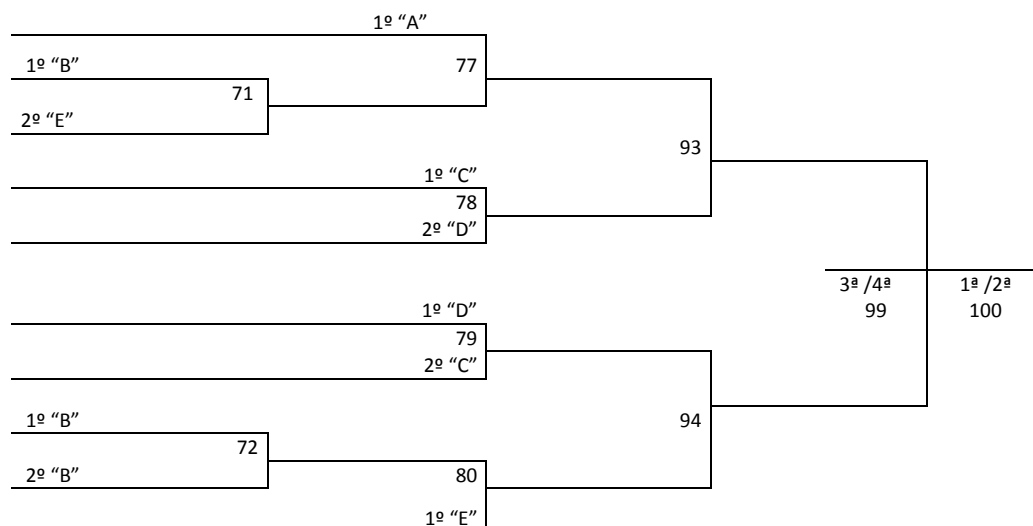 1º “A”
1º “B”
77
71
2º “E”
93
1º “C”
78
2º “D”
3ª /4ª
1ª /2ª
99
100
1º “D”
79
2º “C”
1º “B”
94
72
2º “B”
80
1º “E”